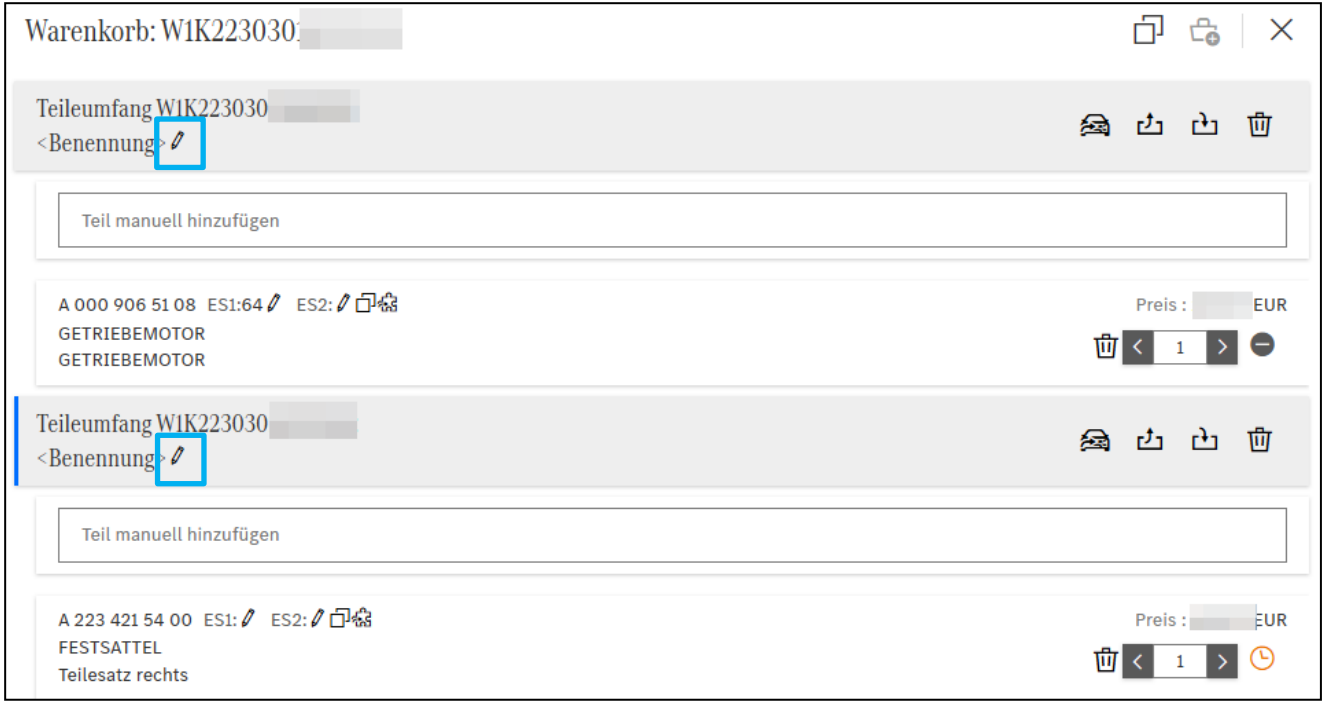 Warenkorb: W1K223030
Teileumfang W1K223030
<Benennung>
Teil manuell hinzufügen
A 000 906 51 08 ES1:64 ES2:
Preis : EUR
GETRIEBEMOTOR
GETRIEBEMOTOR
1
Teileumfang W1K223030
<Benennung>
Teil manuell hinzufügen
A 223 421 54 00 ES1: ES2:
Preis : EUR
FESTSATTEL
Teilesatz rechts
1